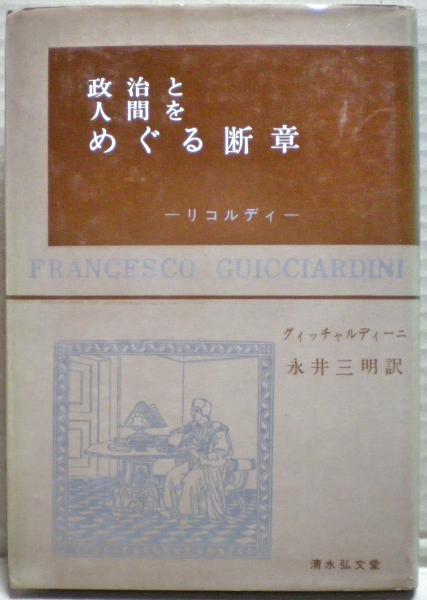 政治と
人間を
めぐる断章
―リコルディ―
FRANCESCO GUICCIARDINI
グィッチャルディーニ
永井三明訳
清水弘文堂